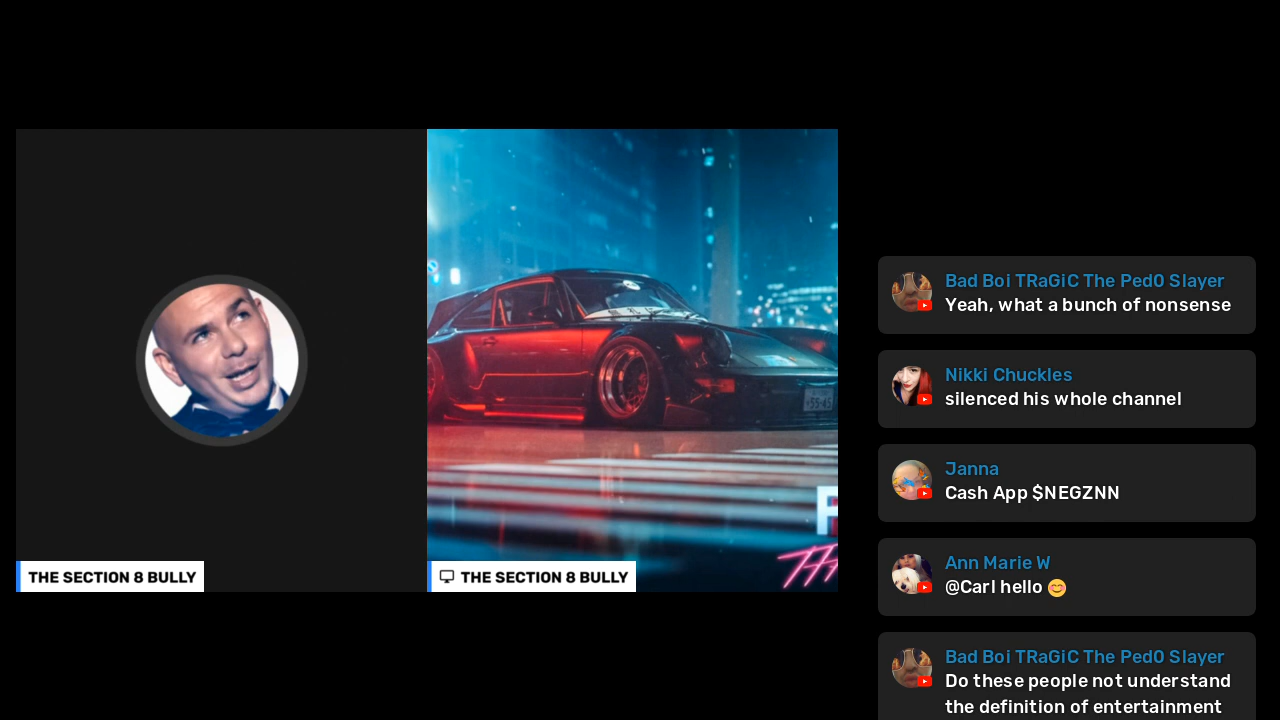 THE SECTION 8 BULLY
THE SECTION 8 BULLY
Bad Boi TRaGiC The Ped0 Slayer
Yeah, what a bunch of nonsense
Nikki Chuckles
silenced his whole channel
Janna
Cash App $NEGZNN
Ann Marie W
@Carl hello 😊
Bad Boi TRaGiC The Ped0 Slayer
Do these people not understand
the definition of entertainment